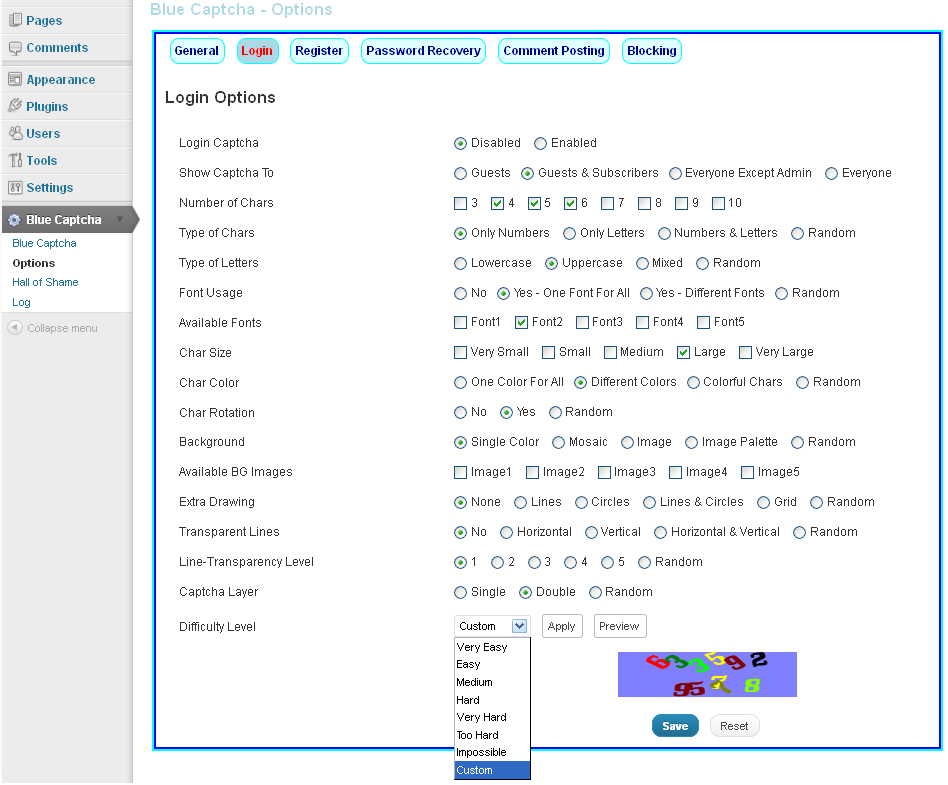 Blue Captcha - Options
Pages
Comments
Appearance
Plugins
Users
Tools
Settings
Blue Captcha
Blue Captcha
Options
Hall of Shame
Log
Collapse menu
General Login Register Password Recovery Comment Posting Blocking
Login Options
Login Captcha Disabled Enabled
Show Captcha To Guests Guests & Subscribers Everyone Except Admin Everyone
Number of Chars 3 4 5 6 7 8 9 10
Type of Chars Only Numbers Only Letters Numbers & Letters Random
Type of Letters Lowercase Uppercase Mixed Random
Font Usage No Yes - One Font For All Yes - Different Fonts Random
Available Fonts Font1 Font2 Font3 Font4 Font5
Char Size Very Small Small Medium Large Very Large
Char Color One Color For All Different Colors Colorful Chars Random
Char Rotation No Yes Random
Background Single Color Mosaic Image Image Palette Random
Available BG Images Image1 Image2 Image3 Image4 Image5
Extra Drawing None Lines Circles Lines & Circles Grid Random
Transparent Lines No Horizontal Vertical Horizontal & Vertical Random
Line-Transparency Level 1 2 3 4 5 Random
Captcha Layer Single Double Random
Difficulty Level Custom Apply Preview
Very Easy
Easy
Medium
Hard
Very Hard
Too Hard
Impossible
Custom
633592
957 8
Save Reset